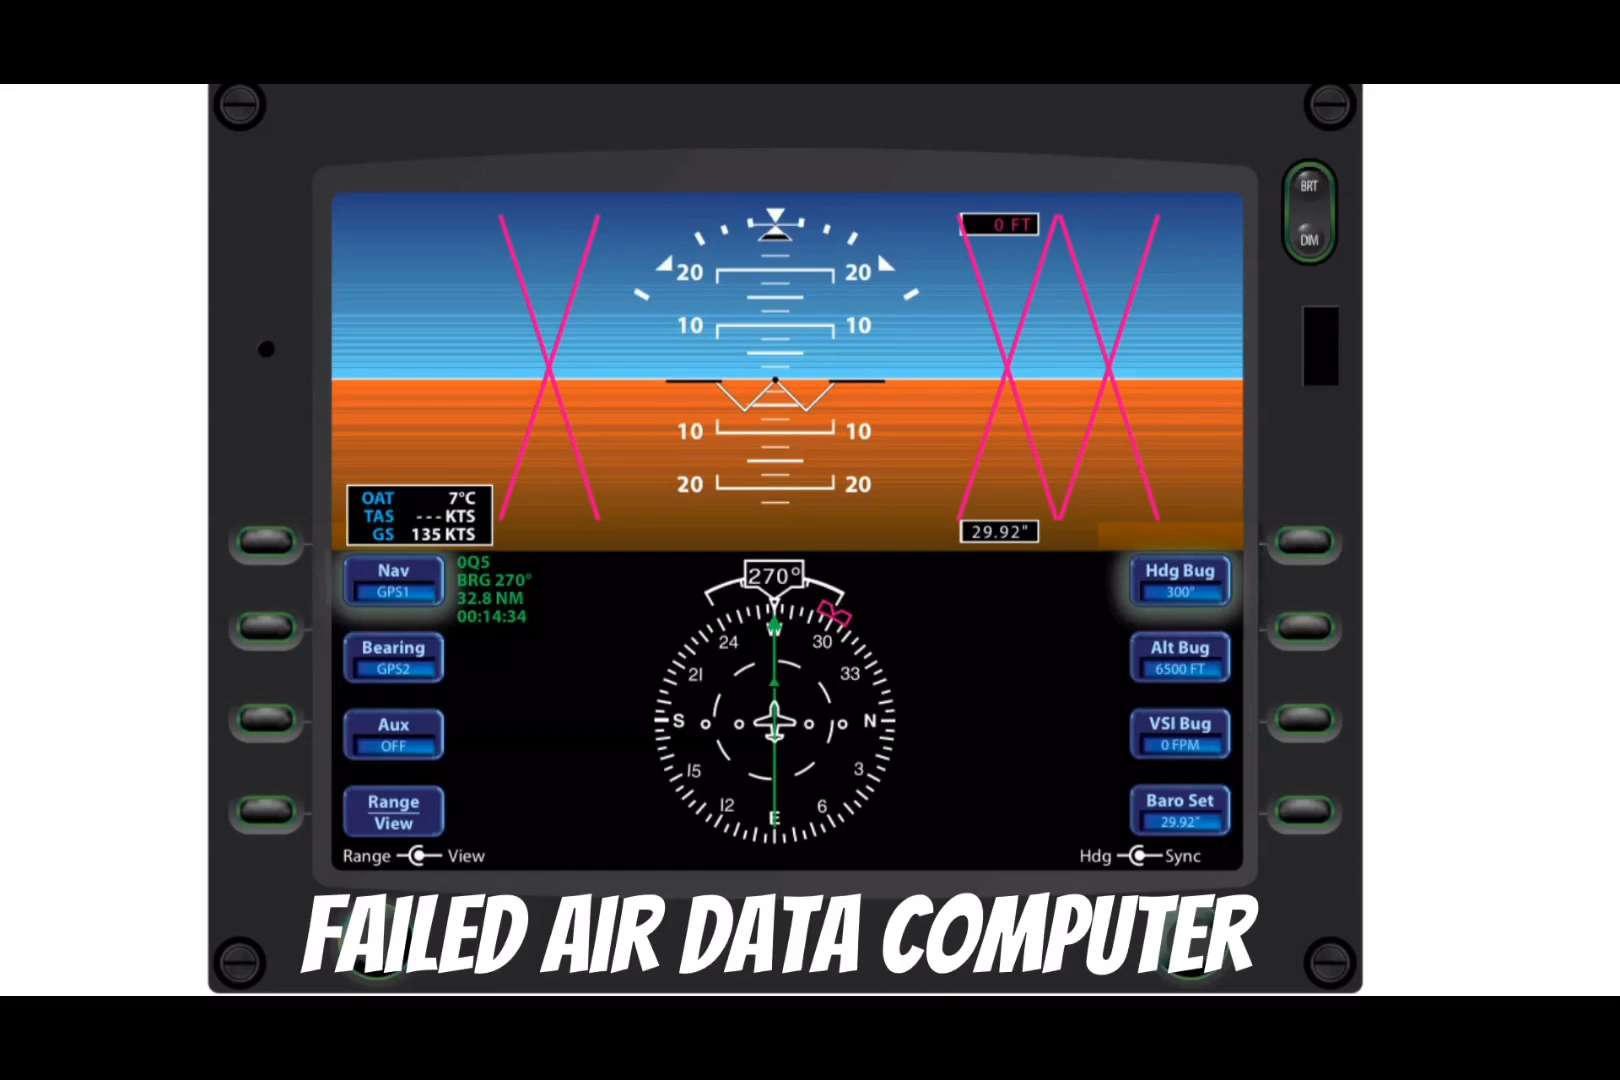 BRT
DIM
0 FT
20 20
10 10
10 10
20 20
OAT 7°C
TAS ---KTS
GS 135 KTS
29.92"
Nav
GPS1
0Q5
BRG 270°
32.8 NM
00:14:34
Bearing
GPS2
Aux
OFF
Range
View
Range View
270°
W
24 30
21 33
S N
15 3
12 6
E
Hdg Bug
300°
Alt Bug
6500 FT
VSI Bug
0 FPM
Baro Set
29.92"
Hdg Sync
FAILED AIR DATA COMPUTER